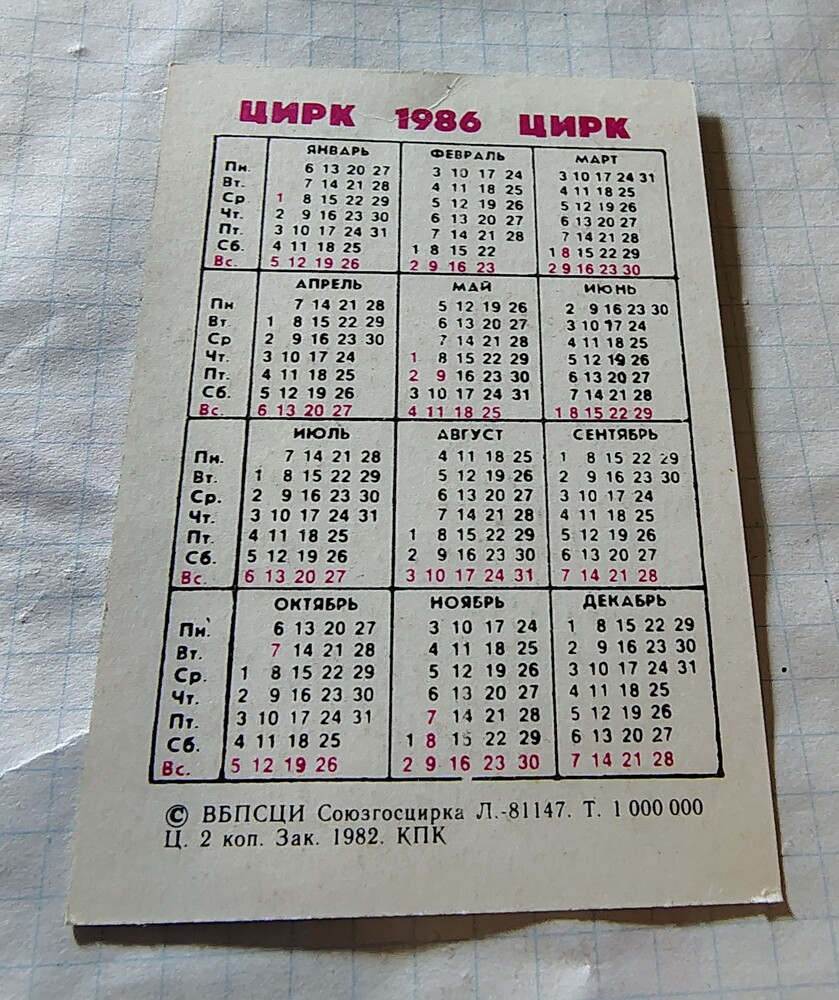 ЦИРК 1986 ЦИРК
ЯНВАРЬ ФЕВРАЛЬ МАРТ
Пн. 6 13 20 27 3 10 17 24 3 10 17 24 31
Вт. 7 14 21 28 4 11 18 25 4 11 18 25
Ср. 1 8 15 22 29 5 12 19 26 5 12 19 26
Чт. 2 9 16 23 30 6 13 20 27 6 13 20 27
Пт. 3 10 17 24 31 7 14 21 28 7 14 21 28
Сб. 4 11 18 25 1 8 15 22 1 8 15 22 29
Вс. 5 12 19 26 2 9 16 23 2 9 16 23 30
АПРЕЛЬ МАЙ ИЮНЬ
Пн. 7 14 21 28 5 12 19 26 2 9 16 23 30
Вт. 1 8 15 22 29 6 13 20 27 3 10 17 24
Ср 2 9 16 23 30 7 14 21 28 4 11 18 25
Чт. 3 10 17 24 1 8 15 22 29 5 12 19 26
Пт. 4 11 18 25 2 9 16 23 30 6 13 20 27
Сб. 5 12 19 26 3 10 17 24 31 7 14 21 28
Вс. 6 13 20 27 4 11 18 25 1 8 15 22 29
ИЮЛЬ АВГУСТ СЕНТЯБРЬ
Пн. 7 14 21 28 4 11 18 25 1 8 15 22 29
Вт. 1 8 15 22 29 5 12 19 26 2 9 16 23 30
Ср. 2 9 16 23 30 6 13 20 27 3 10 17 24
Чт. 3 10 17 24 31 7 14 21 28 4 11 18 25
Пт. 4 11 18 25 1 8 15 22 29 5 12 19 26
Сб. 5 12 19 26 2 9 16 23 30 6 13 20 27
Вс. 6 13 20 27 3 10 17 24 31 7 14 21 28
ОКТЯБРЬ НОЯБРЬ ДЕКАБРЬ
Пн. 6 13 20 27 3 10 17 24 1 8 15 22 29
Вт. 7 14 21 28 4 11 18 25 2 9 16 23 30
Ср. 1 8 15 22 29 5 12 19 26 3 10 17 24 31
Чт. 2 9 16 23 30 6 13 20 27 4 11 18 25
Пт. 3 10 17 24 31 7 14 21 28 5 12 19 26
Сб. 4 11 18 25 1 8 15 22 29 6 13 20 27
Вс. 5 12 19 26 2 9 16 23 30 7 14 21 28
© ВБПСЦИ Союзгосцирка Л.-81147. Т. 1 000 000
Ц. 2 коп. Зак. 1982. КПК